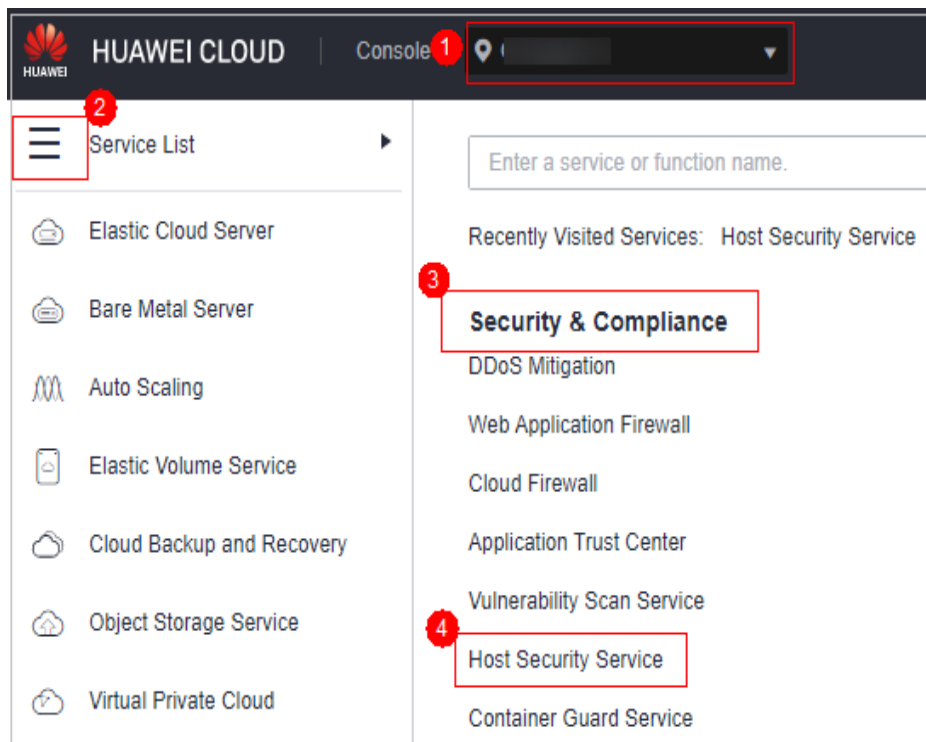 HUAWEI
HUAWEI CLOUD
Console
1
2
Service List
Elastic Cloud Server
Bare Metal Server
Auto Scaling
Elastic Volume Service
Cloud Backup and Recovery
Object Storage Service
Virtual Private Cloud
Enter a service or function name.
Recently Visited Services: Host Security Service
3
Security & Compliance
DDoS Mitigation
Web Application Firewall
Cloud Firewall
Application Trust Center
Vulnerability Scan Service
4
Host Security Service
Container Guard Service